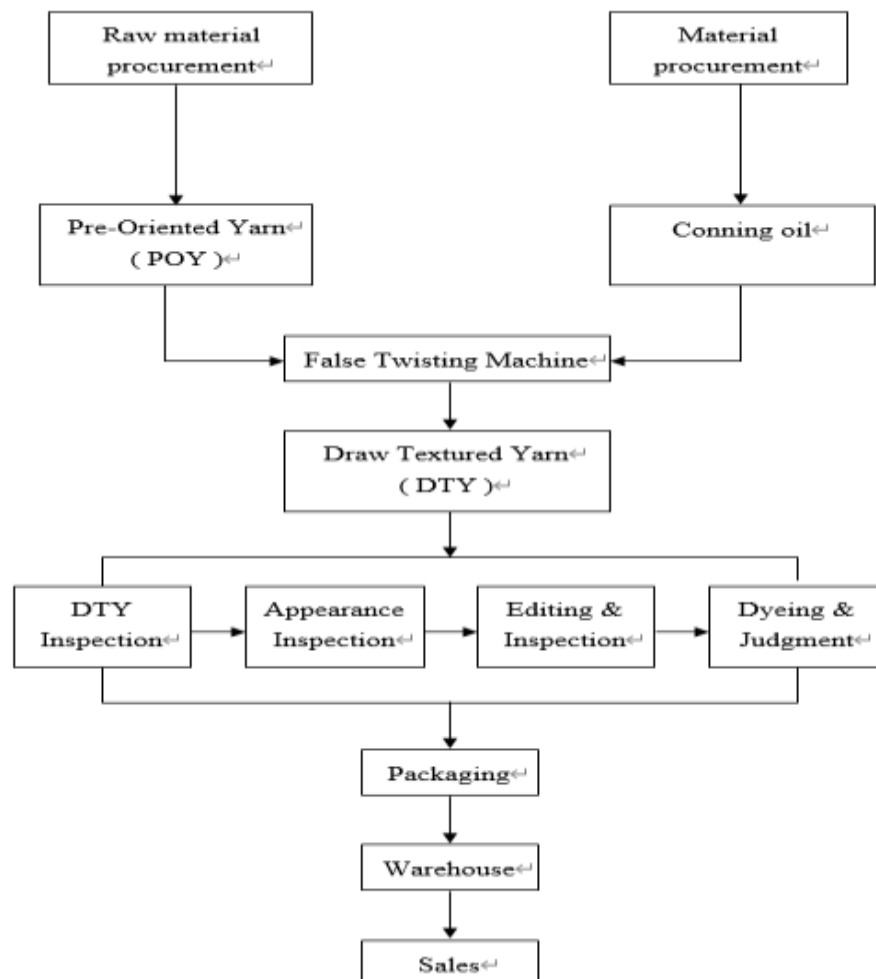 Raw material
procurement↵
Material
procurement↵
Pre-Oriented Yarn↵
( POY )↵
Conning oil↵
False Twisting Machine↵
Draw Textured Yarn↵
( DTY )↵
DTY
Inspection↵
Appearance
Inspection↵
Editing &
Inspection↵
Dyeing &
Judgment↵
Packaging↵
Warehouse↵
Sales↵